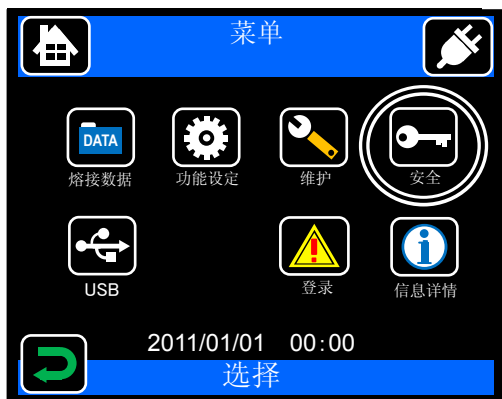 菜单
DATA
熔接数据
功能设定
维护
安全
USB
登录
信息详情
2011/01/01 00:00
选择